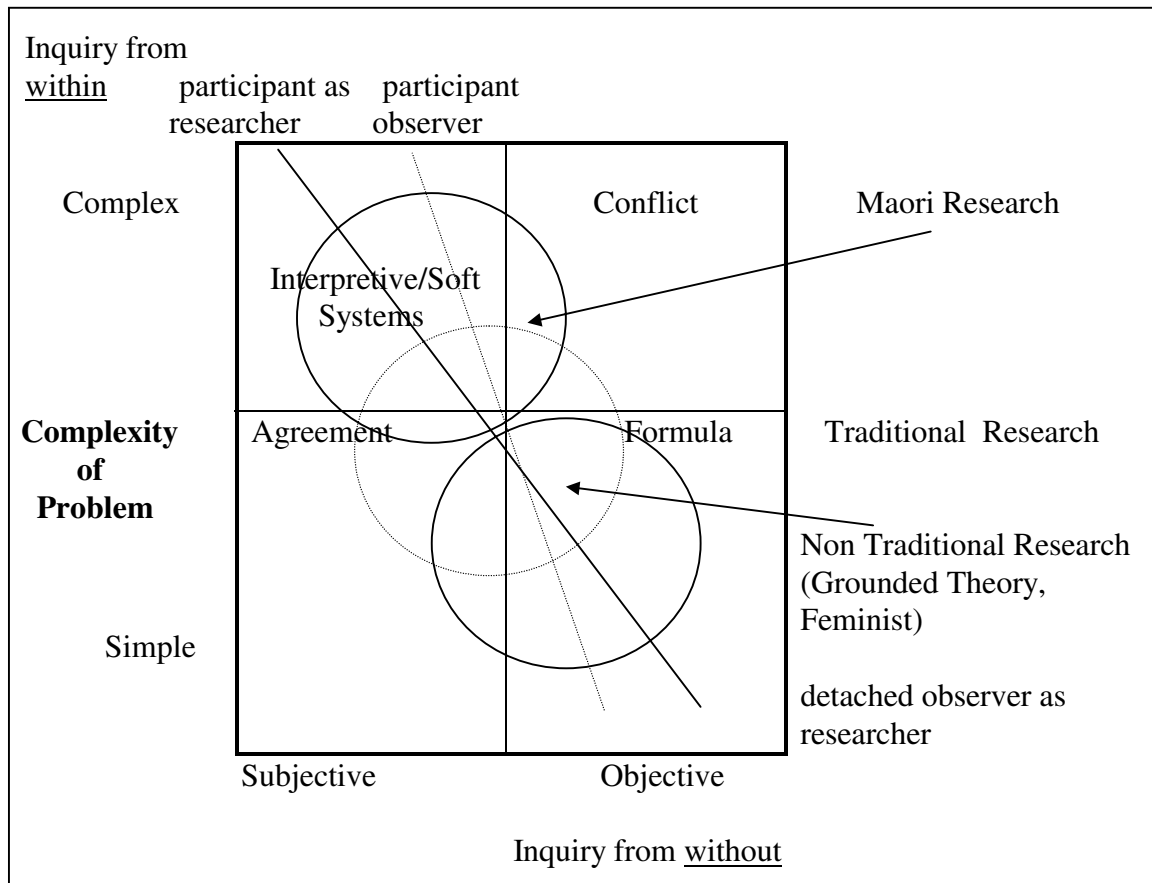 Inquiry from
within participant as participant
researcher observer
Complex Conflict Maori Research
Interpretive/Soft
Systems
Complexity Agreement Formula Traditional Research
of
Problem
Non Traditional Research
(Grounded Theory,
Feminist)
Simple
detached observer as
researcher
Subjective Objective
Inquiry from without